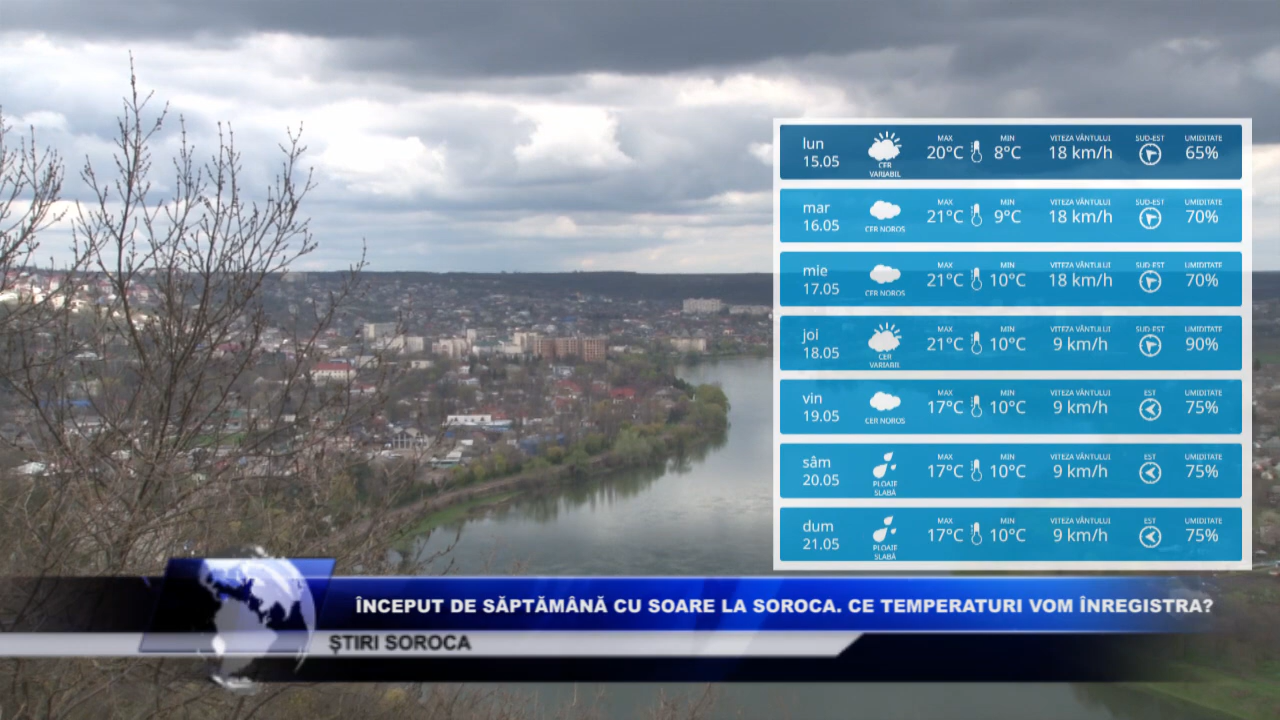 lun
15.05
CER
VARIABIL
MAX
20°C
MIN
8°C
VITEZA VÂNTULUI
18 km/h
SUD-EST
UMIDITATE
65%
mar
16.05
CER NOROS
MAX
21°C
MIN
9°C
VITEZA VÂNTULUI
18 km/h
SUD-EST
UMIDITATE
70%
mie
17.05
CER NOROS
MAX
21°C
MIN
10°C
VITEZA VÂNTULUI
18 km/h
SUD-EST
UMIDITATE
70%
joi
18.05
CER
VARIABIL
MAX
21°C
MIN
10°C
VITEZA VÂNTULUI
9 km/h
SUD-EST
UMIDITATE
90%
vin
19.05
CER NOROS
MAX
17°C
MIN
10°C
VITEZA VÂNTULUI
9 km/h
EST
UMIDITATE
75%
sâm
20.05
PLOAIE
SLABĂ
MAX
17°C
MIN
10°C
VITEZA VÂNTULUI
9 km/h
EST
UMIDITATE
75%
dum
21.05
PLOAIE
SLABĂ
MAX
17°C
MIN
10°C
VITEZA VÂNTULUI
9 km/h
EST
UMIDITATE
75%
ÎNCEPUT DE SĂPTĂMÂNĂ CU SOARE LA SOROCA. CE TEMPERATURI VOM ÎNREGISTRA?
ȘTIRI SOROCA